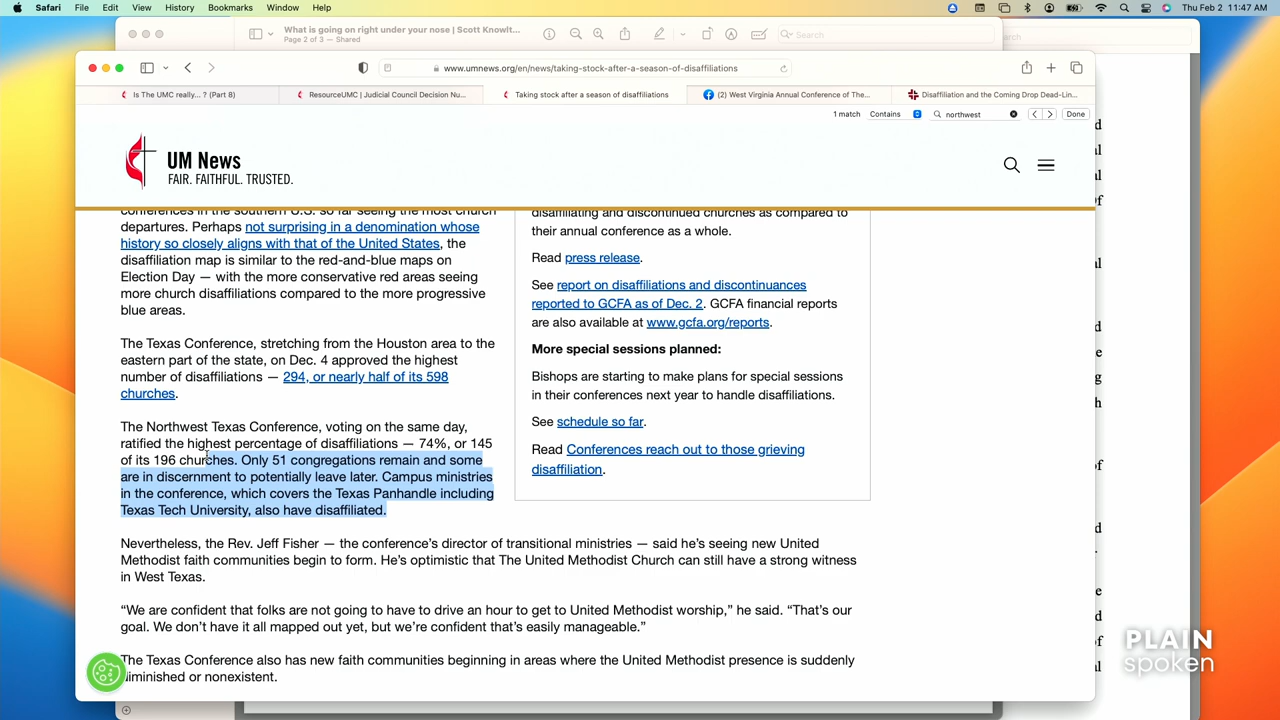 Safari File Edit View History Bookmarks Window Help Thu Feb 2 11:47 AM
What is going on right under your nose | Scott Knowlt...
Page 2 of 3 — Shared
Search
www.umnews.org/en/news/taking-stock-after-a-season-of-disaffiliations
Is The UMC really... ? (Part 8) ResourceUMC | Judicial Council Decision Nu... Taking stock after a season of disaffiliations (2) West Virginia Annual Conference of The... Disaffiliation and the Coming Drop Dead-Lin...
1 match Contains northwest Done
UM News
FAIR. FAITHFUL. TRUSTED.
conferences in the southern U.S. so far seeing the most church
departures. Perhaps not surprising in a denomination whose
history so closely aligns with that of the United States, the
disaffiliation map is similar to the red-and-blue maps on
Election Day — with the more conservative red areas seeing
more church disaffiliations compared to the more progressive
blue areas.
The Texas Conference, stretching from the Houston area to the
eastern part of the state, on Dec. 4 approved the highest
number of disaffiliations — 294, or nearly half of its 598
churches.
The Northwest Texas Conference, voting on the same day,
ratified the highest percentage of disaffiliations — 74%, or 145
of its 196 churches. Only 51 congregations remain and some
are in discernment to potentially leave later. Campus ministries
in the conference, which covers the Texas Panhandle including
Texas Tech University, also have disaffiliated.
disaffiliating and discontinued churches as compared to
their annual conference as a whole.
Read press release.
See report on disaffiliations and discontinuances
reported to GCFA as of Dec. 2. GCFA financial reports
are also available at www.gcfa.org/reports.
More special sessions planned:
Bishops are starting to make plans for special sessions
in their conferences next year to handle disaffiliations.
See schedule so far.
Read Conferences reach out to those grieving
disaffiliation.
Nevertheless, the Rev. Jeff Fisher — the conference’s director of transitional ministries — said he’s seeing new United
Methodist faith communities begin to form. He’s optimistic that The United Methodist Church can still have a strong witness
in West Texas.
“We are confident that folks are not going to have to drive an hour to get to United Methodist worship,” he said. “That’s our
goal. We don’t have it all mapped out yet, but we’re confident that’s easily manageable.”
The Texas Conference also has new faith communities beginning in areas where the United Methodist presence is suddenly
diminished or nonexistent.
PLAIN
spoken